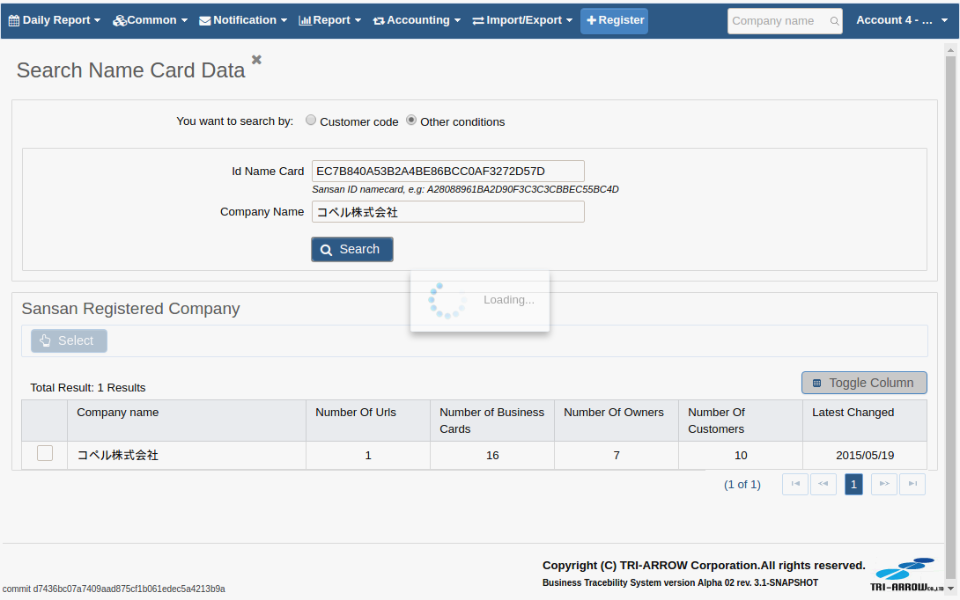 Daily Report Common Notification Report Accounting Import/Export Register Company name Account 4 - ...
Search Name Card Data
You want to search by: Customer code Other conditions
Id Name Card EC7B840A53B2A4BE86BCC0AF3272D57D
Sansan ID namecard, e.g: A28088961BA2D90F3C3C3CBBEC55BC4D
Company Name コベル株式会社
Search
Loading...
Sansan Registered Company
Select
Total Result: 1 Results
Toggle Column
Company name Number Of Urls Number of Business Cards Number Of Owners Number Of Customers Latest Changed
コベル株式会社 1 16 7 10 2015/05/19
(1 of 1) 1
Copyright (C) TRI-ARROW Corporation.All rights reserved.
Business Tracebility System version Alpha 02 rev. 3.1-SNAPSHOT
TRI-ARROW CO.,LTD
commit d7436bc07a7409aad875cf1b061edec5a4213b9a